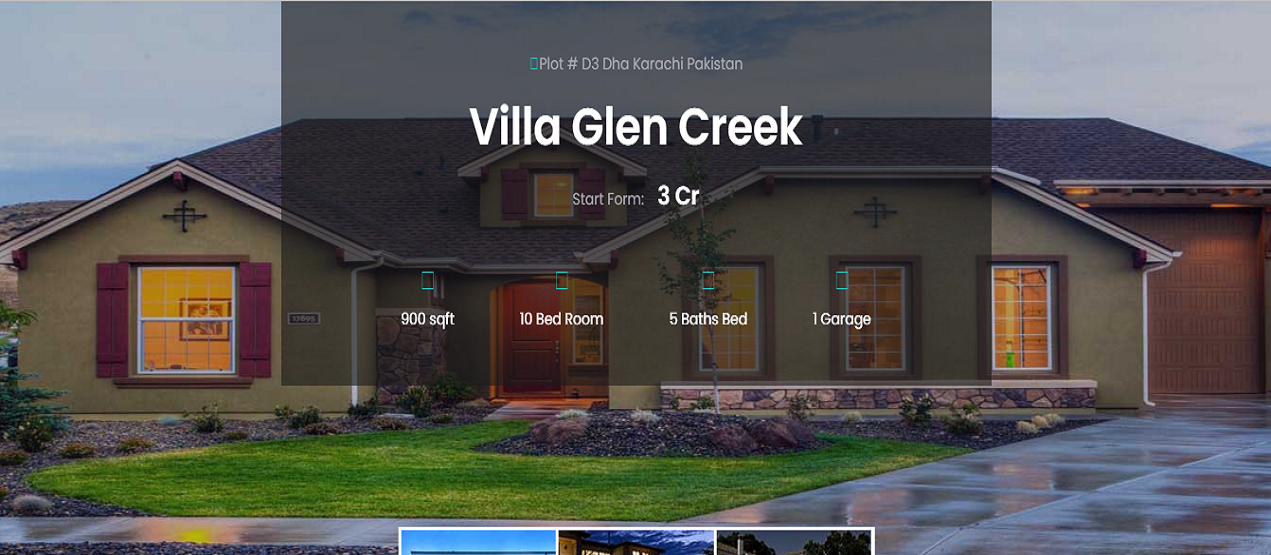 Plot # D3 Dha Karachi Pakistan
Villa Glen Creek
Start Form: 3 Cr
900 sqft 10 Bed Room 5 Baths Bed 1 Garage
17695